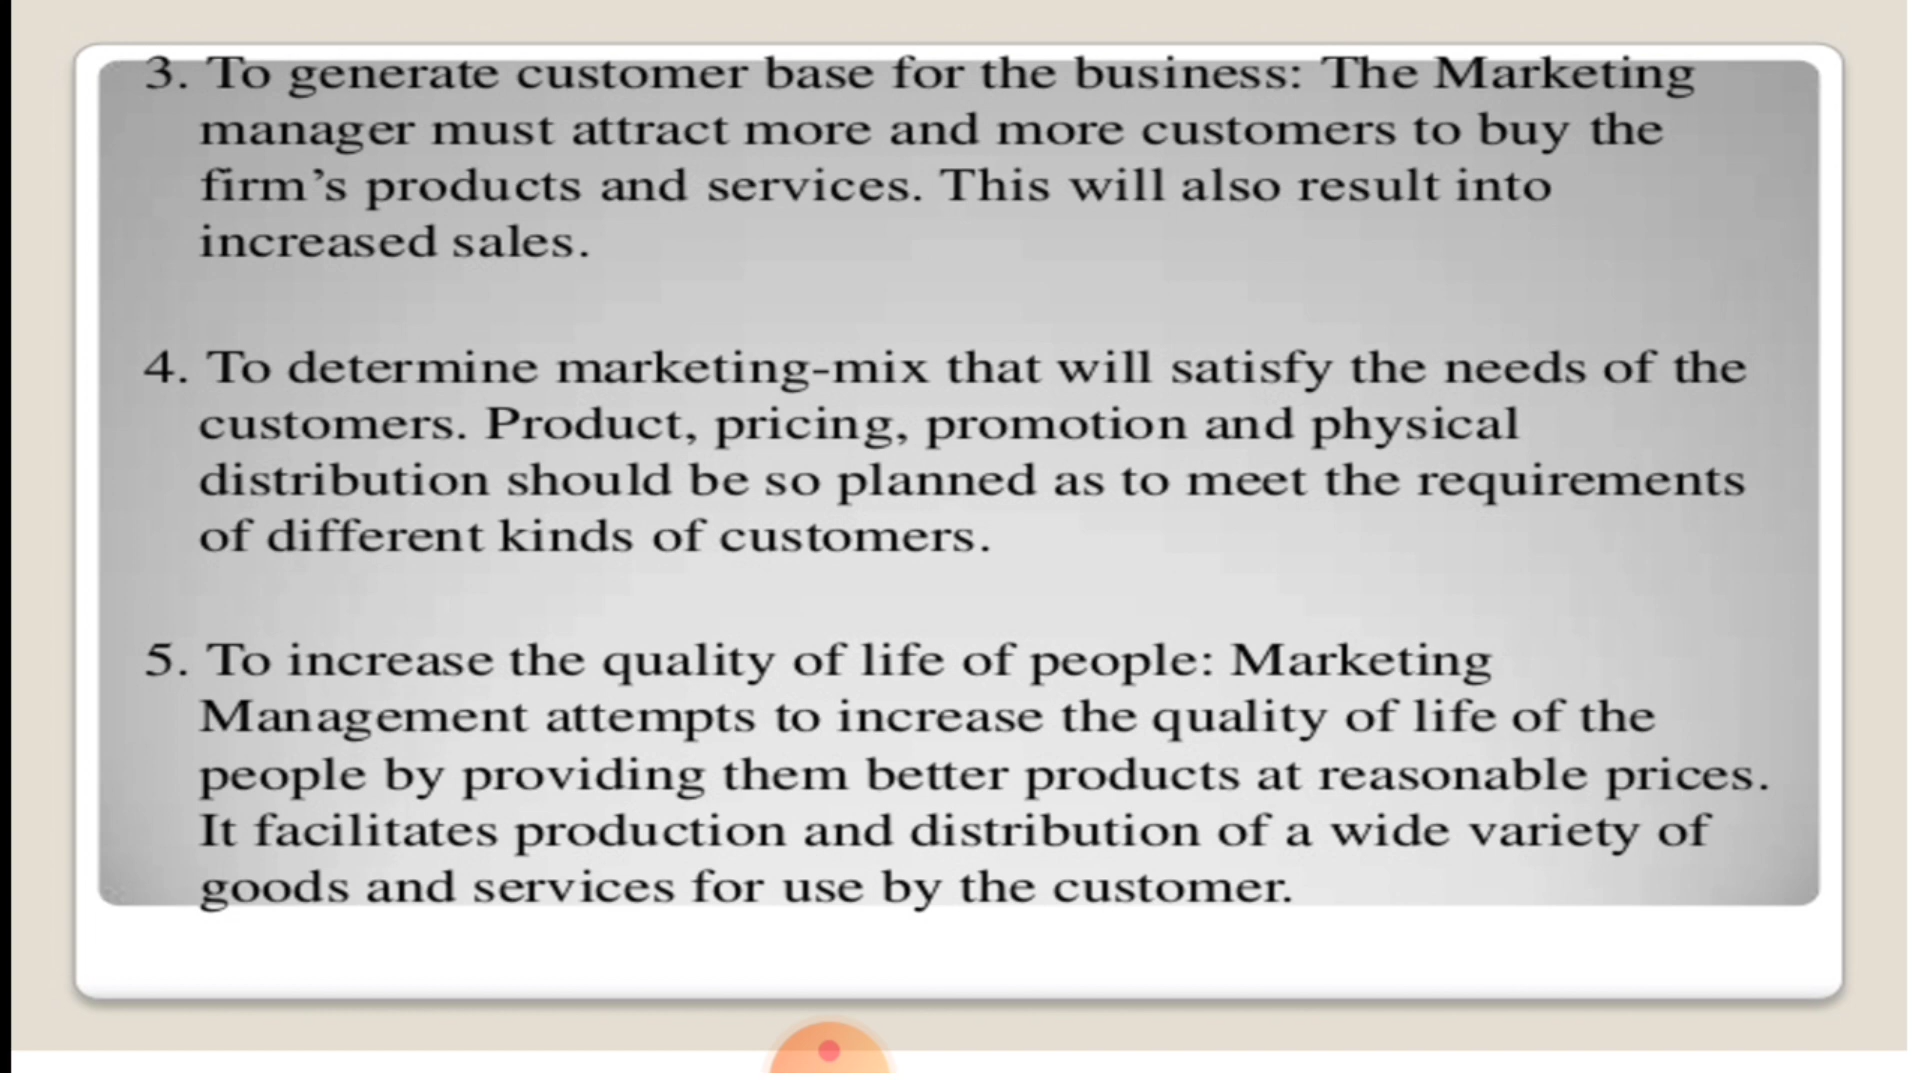 3. To generate customer base for the business: The Marketing
manager must attract more and more customers to buy the
firm’s products and services. This will also result into
increased sales.
4. To determine marketing-mix that will satisfy the needs of the
customers. Product, pricing, promotion and physical
distribution should be so planned as to meet the requirements
of different kinds of customers.
5. To increase the quality of life of people: Marketing
Management attempts to increase the quality of life of the
people by providing them better products at reasonable prices.
It facilitates production and distribution of a wide variety of
goods and services for use by the customer.